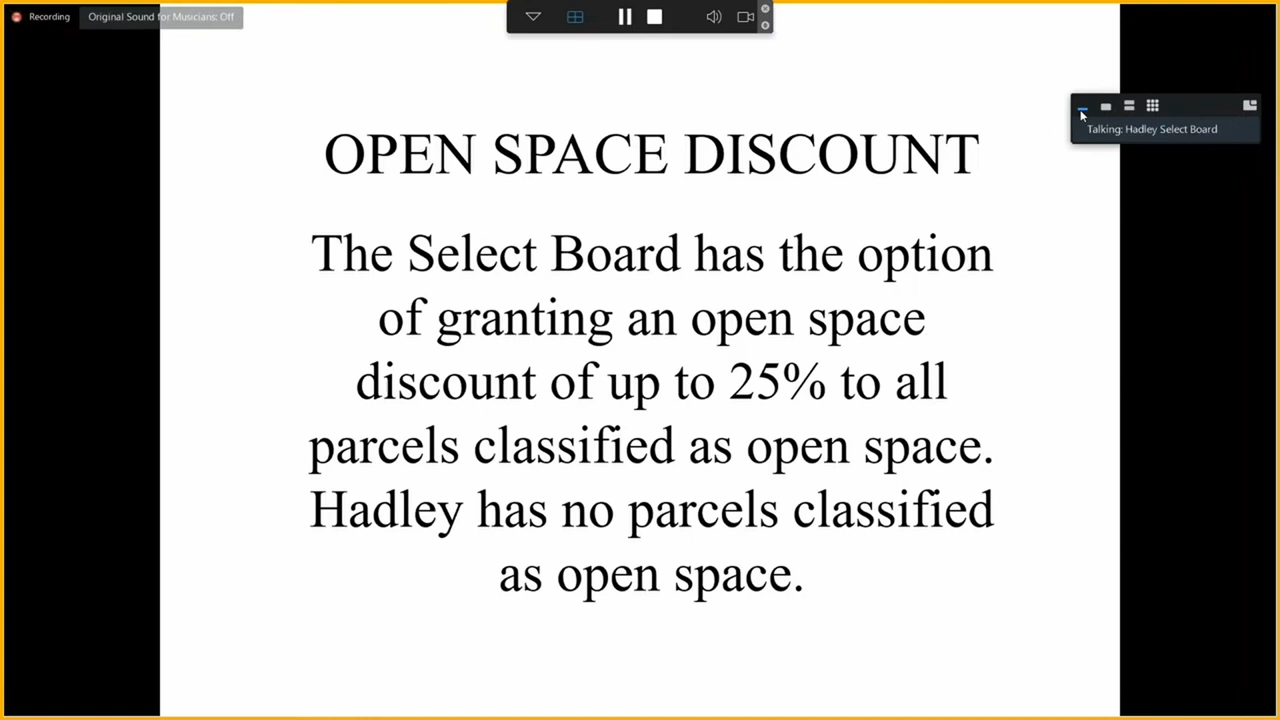 Recording
Original Sound for Musicians: Off
Talking: Hadley Select Board
OPEN SPACE DISCOUNT
The Select Board has the option
of granting an open space
discount of up to 25% to all
parcels classified as open space.
Hadley has no parcels classified
as open space.